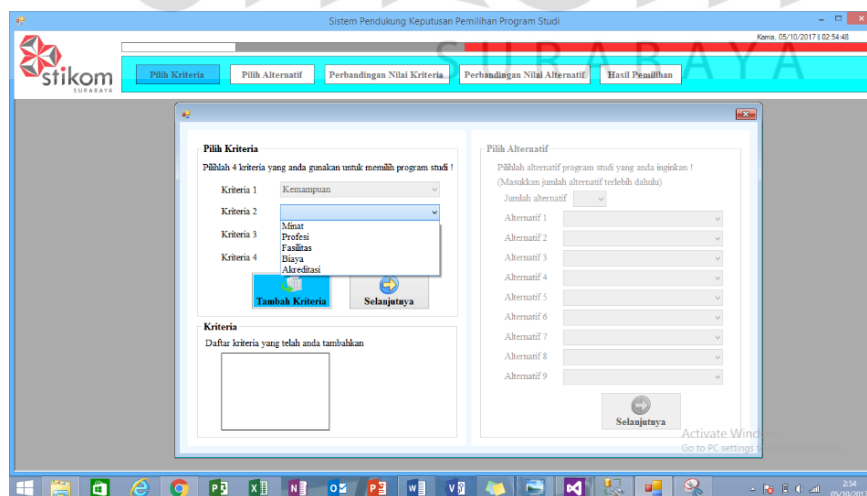 Sistem Pendukung Keputusan Pemilihan Program Studi
Kamis, 05/10/2017 | 02:54:48
SURABAYA
stikom
SURABAYA
Pilih Kriteria
Pilih Alternatif
Perbandingan Nilai Kriteria
Perbandingan Nilai Alternatif
Hasil Pemilihan
Pilih Kriteria
Pilihlah 4 kriteria yang anda gunakan untuk memilih program studi !
Kriteria 1 Kemampuan
Kriteria 2
Minat
Profesi
Fasilitas
Biaya
Akreditasi
Kriteria 3
Kriteria 4
Tambah Kriteria
Selanjutnya
Kriteria
Daftar kriteria yang telah anda tambahkan
Pilih Alternatif
Pilihlah alternatif program studi yang anda inginkan !
(Masukkan jumlah alternatif terlebih dahulu)
Jumlah alternatif
Alternatif 1
Alternatif 2
Alternatif 3
Alternatif 4
Alternatif 5
Alternatif 6
Alternatif 7
Alternatif 8
Alternatif 9
Selanjutnya
Activate Windows
Go to PC settings
2:54